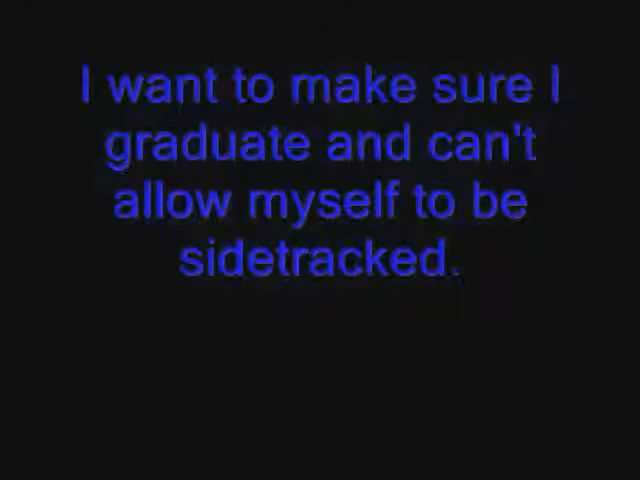 I want to make sure I
graduate and can't
allow myself to be
sidetracked.